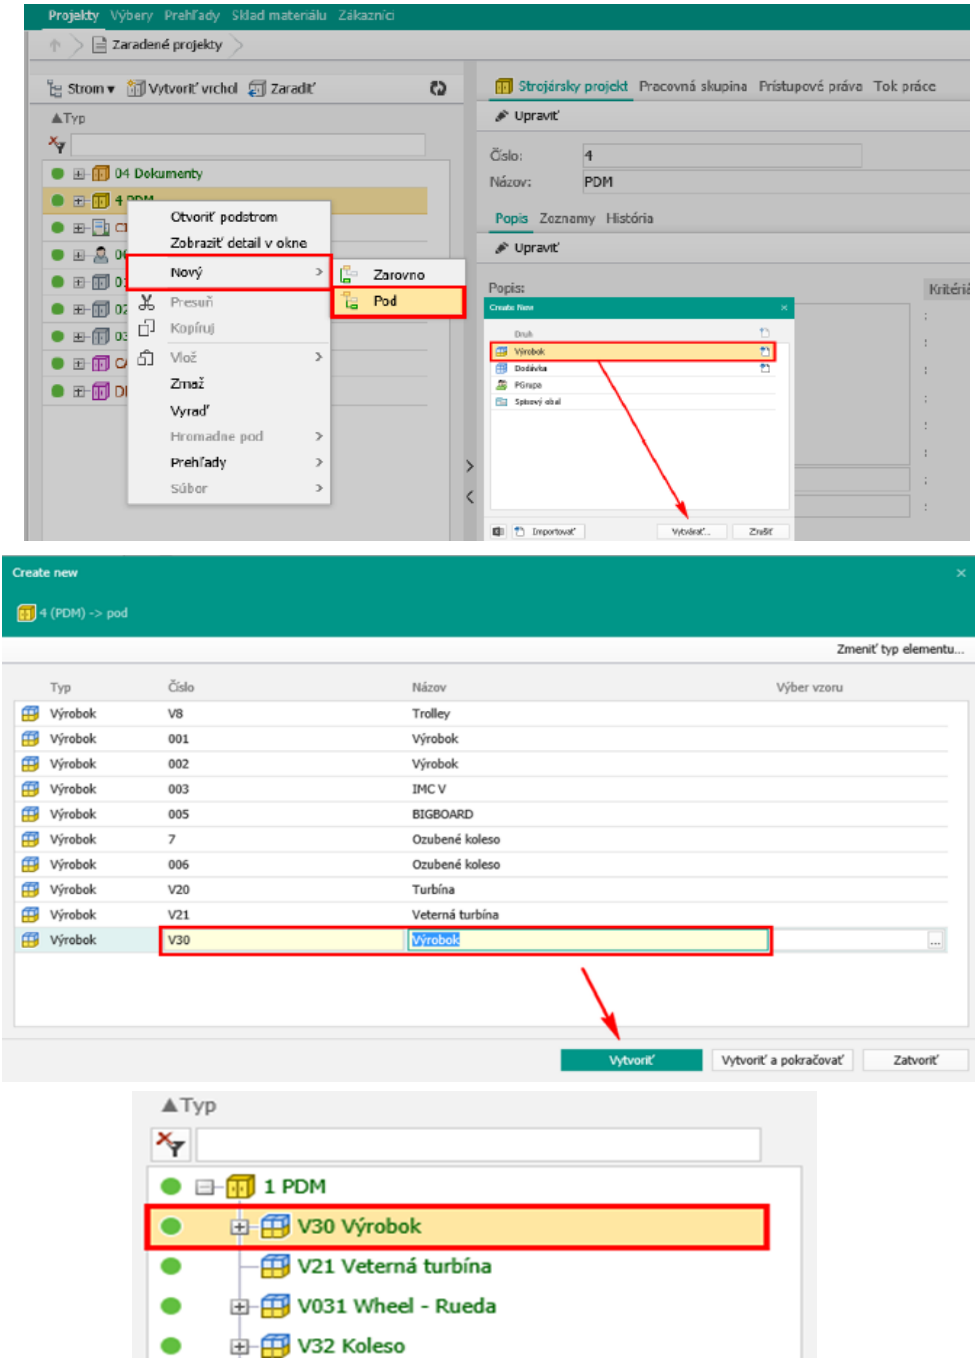 Projekty Výbery Prehľady Sklad materiálu Zákazníci
Zaradené projekty
Strom Vytvoriť vrchol Zaradiť
Typ
04 Dokumenty
4 PDM
Otvoriť podstrom
Zobraziť detail v okne
Nový
Presuň
Kopíruj
Vlož
Zmaž
Vyraď
Hromadne pod
Prehľady
Súbor
Zarovno
Pod
Strojársky projekt Pracovná skupina Prístupové práva Tok práce
Upraviť
Číslo: 4
Názov: PDM
Popis Zoznamy História
Upraviť
Popis:
Kritériá
Create New
Druh
Výrobok
Dodávka
PGrupa
Spisový obal
Importovať Vytvárať... Zrušiť
Create new
4 (PDM) -> pod
Zmeniť typ elementu...
Typ Číslo Názov Výber vzoru
Výrobok V8 Trolley
Výrobok 001 Výrobok
Výrobok 002 Výrobok
Výrobok 003 IMC V
Výrobok 005 BIGBOARD
Výrobok 7 Ozubené koleso
Výrobok 006 Ozubené koleso
Výrobok V20 Turbína
Výrobok V21 Veterná turbína
Výrobok V30 Výrobok ...
Vytvoriť Vytvoriť a pokračovať Zatvoriť
Typ
1 PDM
V30 Výrobok
V21 Veterná turbína
V031 Wheel - Rueda
V32 Koleso